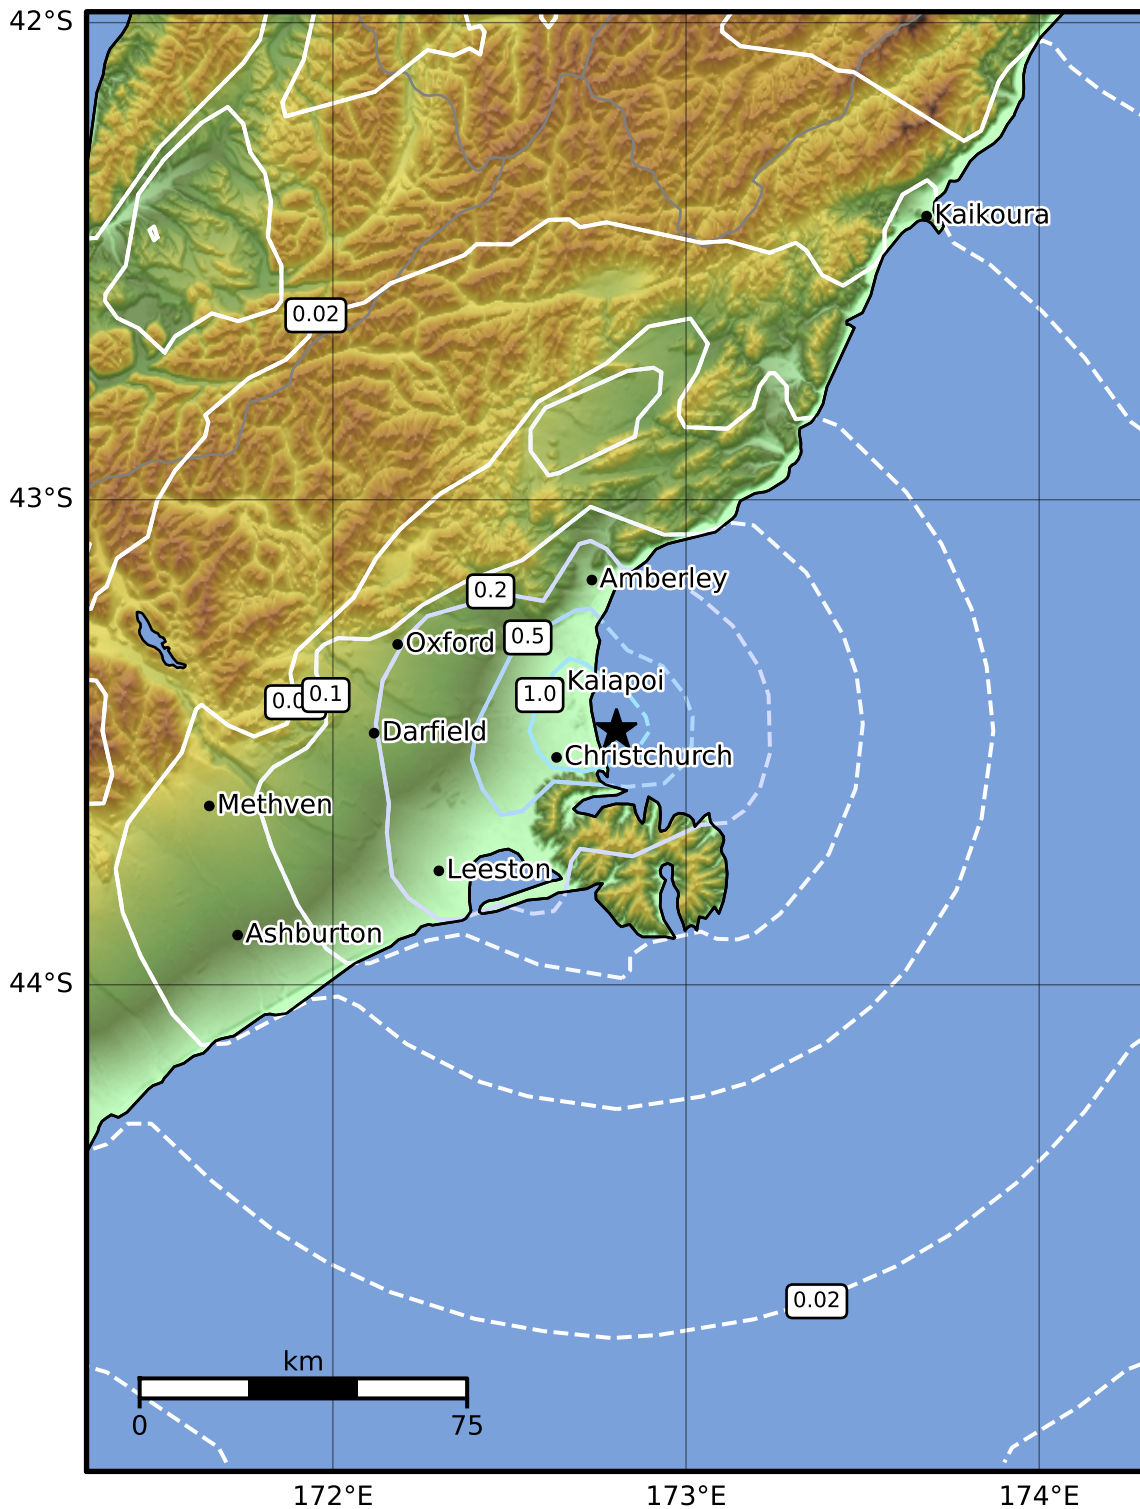 42°S
Kaikoura
0.02
43°S
Amberley
0.2
0.5
Oxford
Kaiapoi
1.0
0.1
Darfield
Christchurch
Methven
Leeston
Ashburton
44°S
0.02
km
0
75
172°E
173°E
174°E